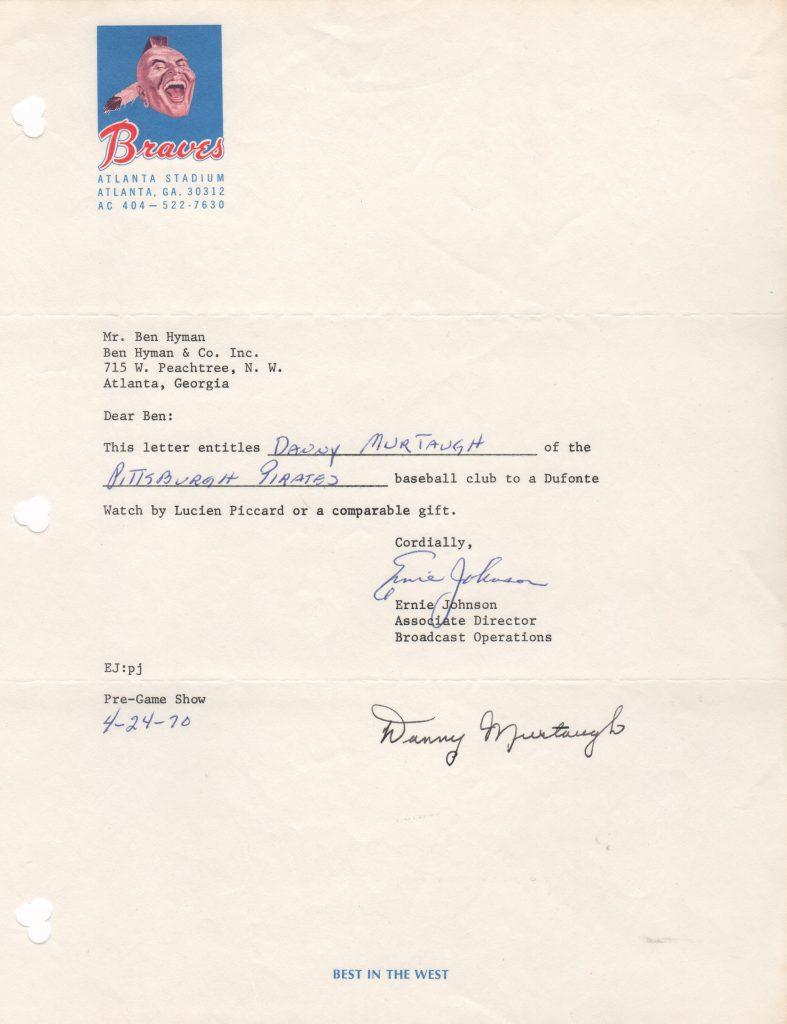 Braves
ATLANTA STADIUM
ATLANTA, GA. 30312
AC 404 — 522-7630
Mr. Ben Hyman
Ben Hyman & Co. Inc.
715 W. Peachtree, N. W.
Atlanta, Georgia
Dear Ben:
This letter entitles DANNY MURTAUGH of the
PITTSBURGH PIRATES baseball club to a Dufonte
Watch by Lucien Piccard or a comparable gift.
Cordially,
Ernie Johnson
Ernie Johnson
Associate Director
Broadcast Operations
EJ:pj
Pre-Game Show
4-24-70
Danny Murtaugh
BEST IN THE WEST